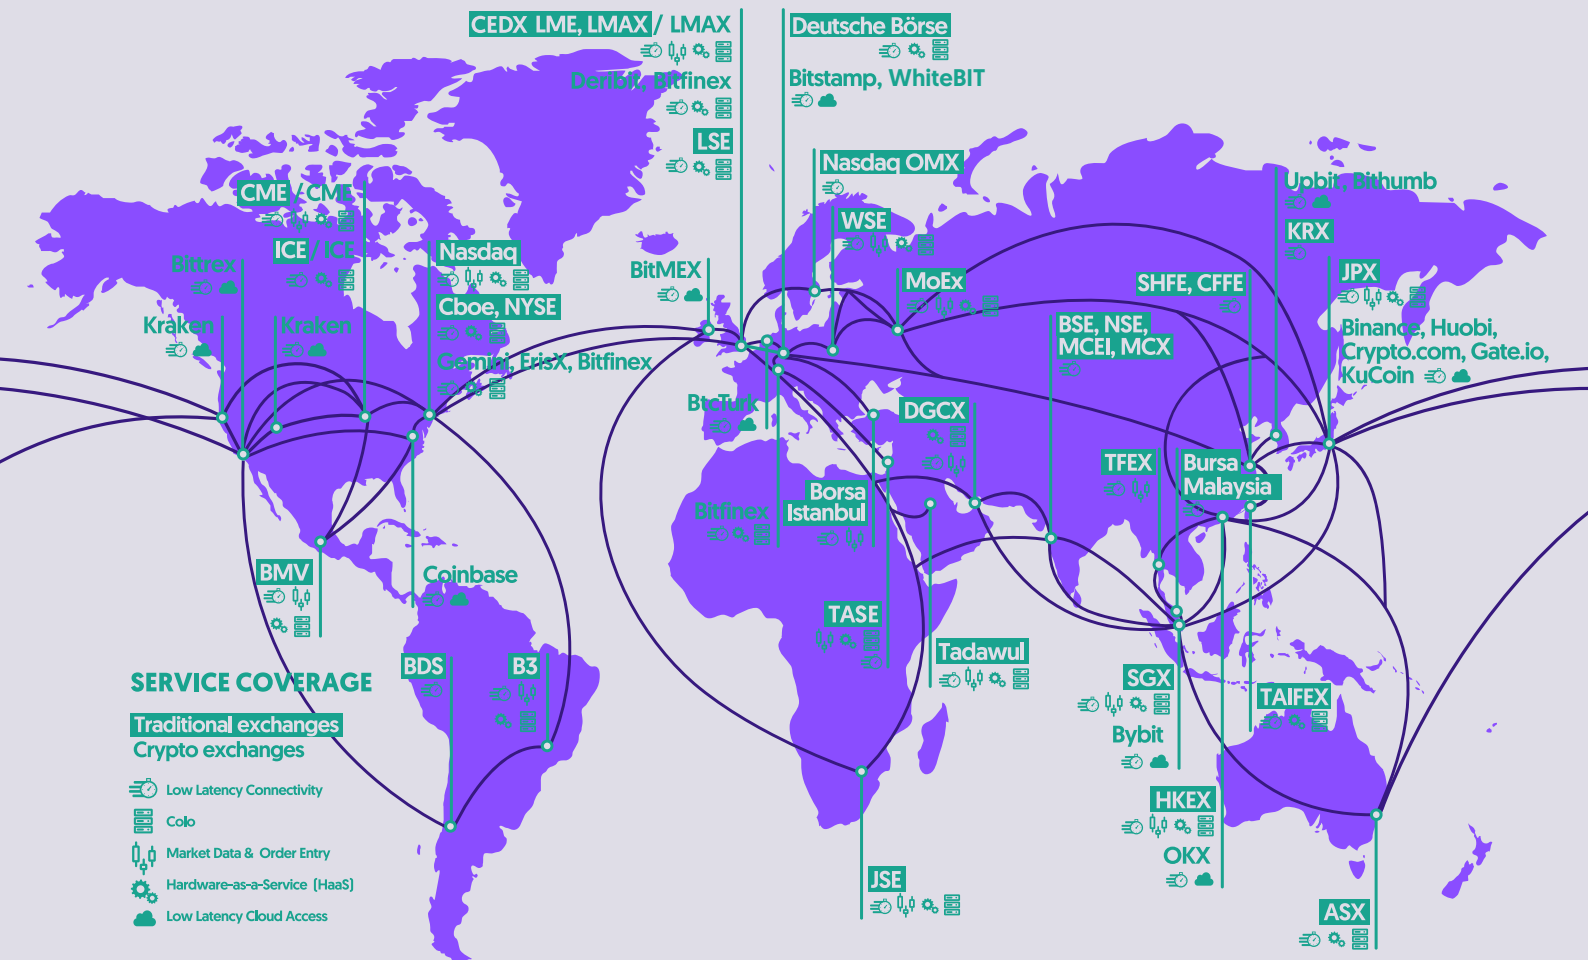 CEDX LME, LMAX / LMAX
Deribit, Bitfinex
LSE
Deutsche Börse
Bitstamp, WhiteBIT
Nasdaq OMX
WSE
MoEx
Upbit, Bithumb
KRX
SHFE, CFFE
JPX
Binance, Huobi,
Crypto.com, Gate.io,
KuCoin
BSE, NSE,
MCEI, MCX
CME / CME
ICE / ICE
Bittrex
Kraken
Kraken
Nasdaq
Cboe, NYSE
Gemini, ErisX, Bitfinex
BitMEX
BtcTurk
DGCX
TFEX
Bursa
Malaysia
Borsa
Istanbul
Bitfinex
BMV
Coinbase
TASE
Tadawul
BDS
B3
SGX
Bybit
TAIFEX
HKEX
OKX
JSE
ASX
SERVICE COVERAGE
Traditional exchanges
Crypto exchanges
Low Latency Connectivity
Colo
Market Data & Order Entry
Hardware-as-a-Service (HaaS)
Low Latency Cloud Access